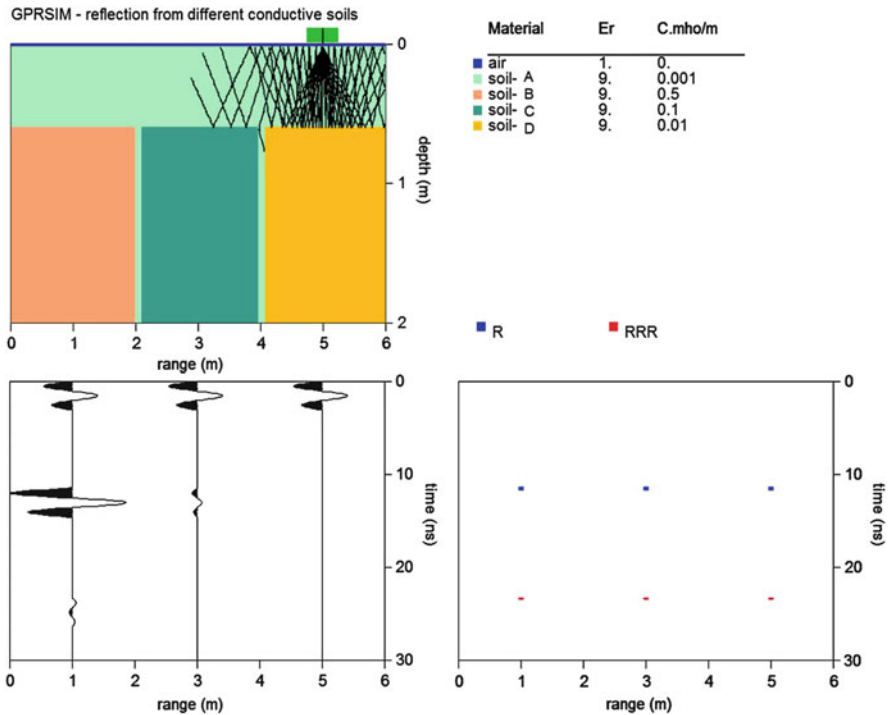 GPRSIM - reflection from different conductive soils
0
1
2
depth (m)
0 1 2 3 4 5 6
range (m)
Material Er C.mho/m
air 1. 0.
soil- A 9. 0.001
soil- B 9. 0.5
soil- C 9. 0.1
soil- D 9. 0.01
R RRR
0
10
20
30
time (ns)
0 1 2 3 4 5 6
range (m)
0
10
20
30
time (ns)
0 1 2 3 4 5 6
range (m)